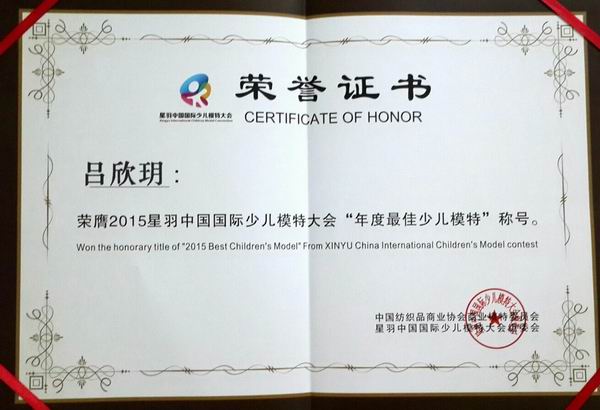 荣誉证书
星羽中国国际少儿模特大会
CERTIFICATE OF HONOR
吕欣玥：
荣膺2015星羽中国国际少儿模特大会“年度最佳少儿模特”称号。
Won the honorary title of "2015 Best Children's Model" From XINYU China International Children's Model contest
中国纺织品商业协会商业模特委员会
星羽中国国际少儿模特大会组委会